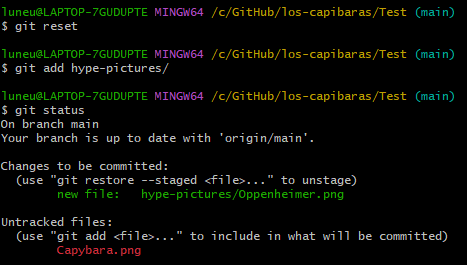 luneu@LAPTOP-7GUDUPTE MINGW64 /c/GitHub/los-capibaras/Test (main)
$ git reset
luneu@LAPTOP-7GUDUPTE MINGW64 /c/GitHub/los-capibaras/Test (main)
$ git add hype-pictures/
luneu@LAPTOP-7GUDUPTE MINGW64 /c/GitHub/los-capibaras/Test (main)
$ git status
On branch main
Your branch is up to date with 'origin/main'.
Changes to be committed:
(use "git restore --staged <file>..." to unstage)
new file:   hype-pictures/Oppenheimer.png
Untracked files:
(use "git add <file>..." to include in what will be committed)
Capybara.png